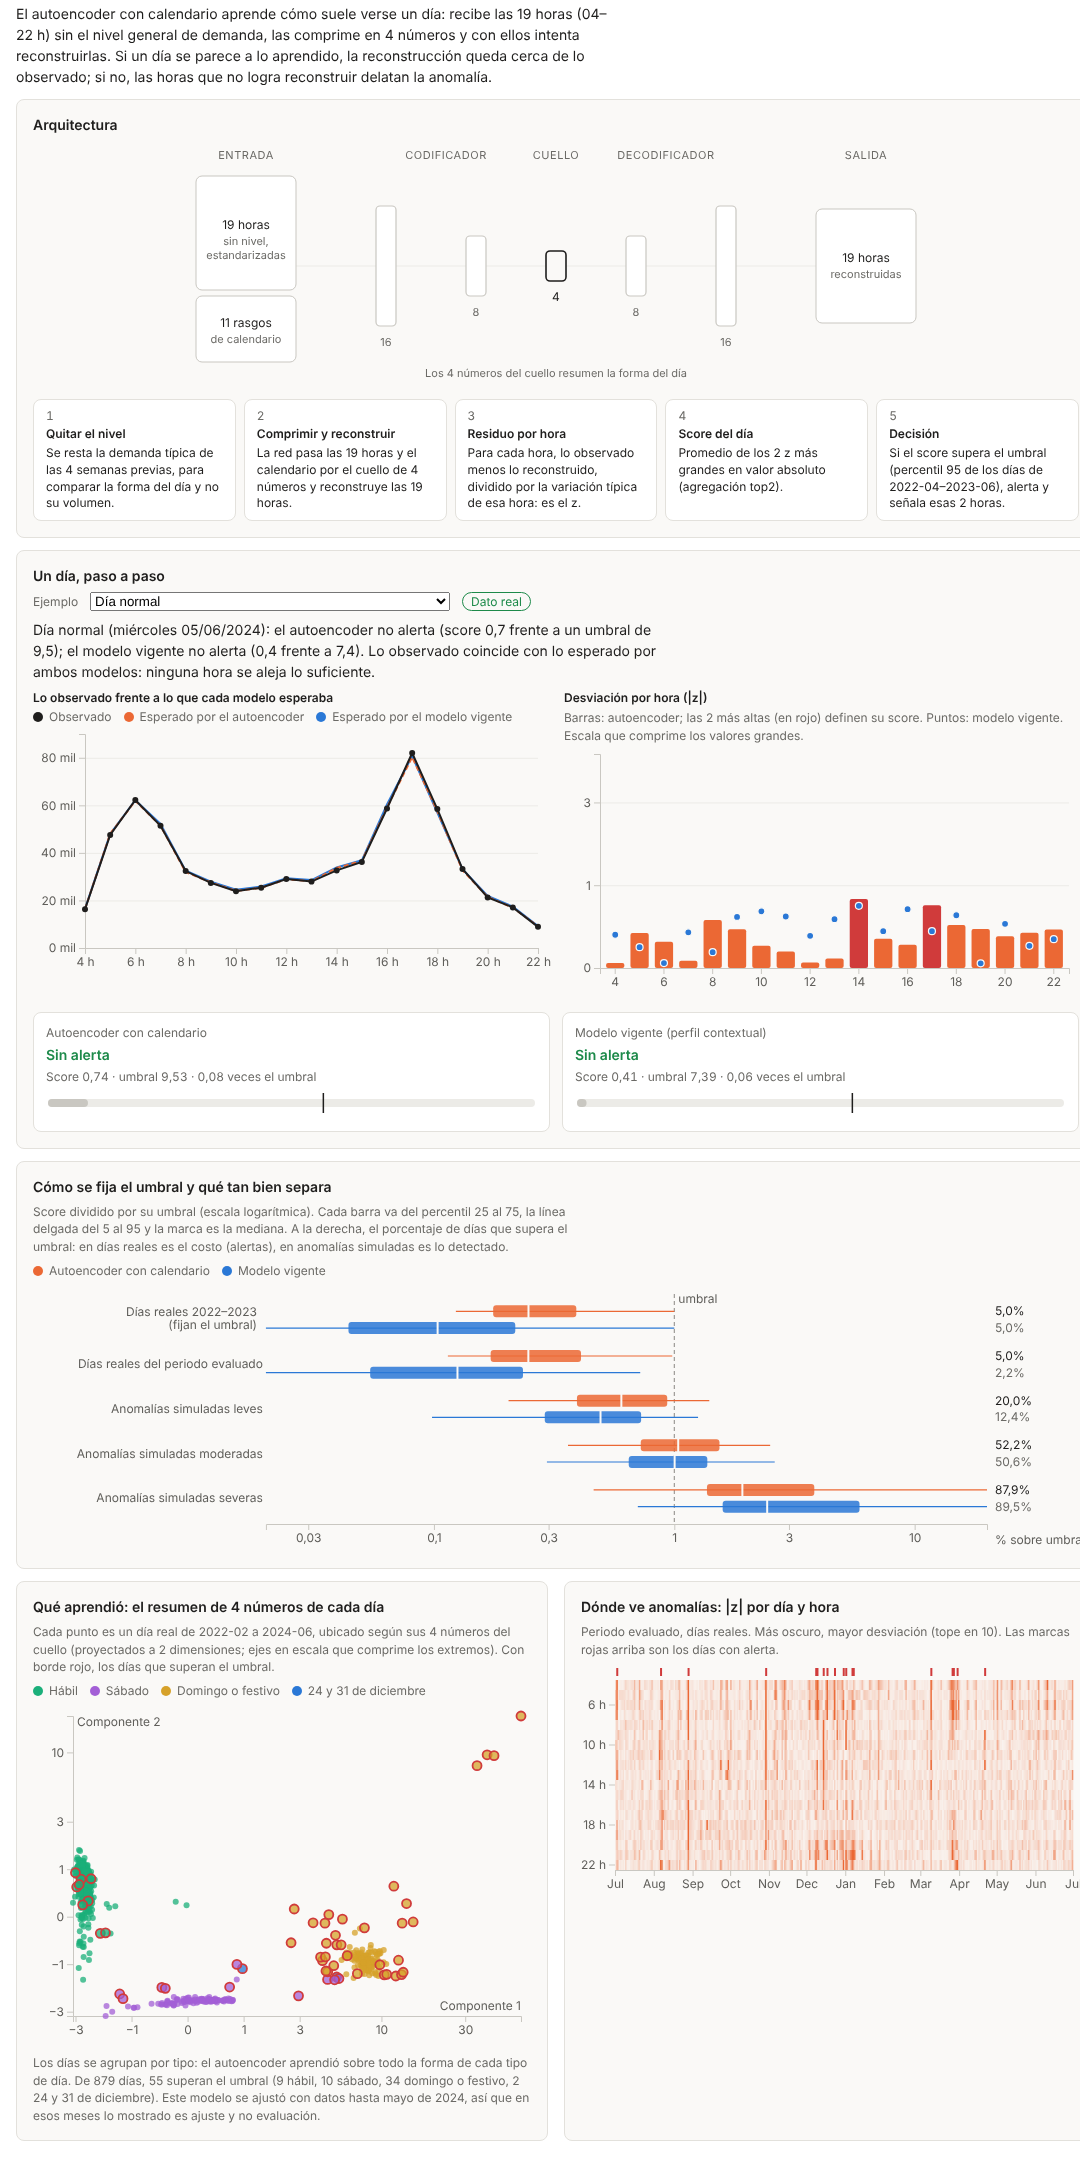 El autoencoder con calendario aprende cómo suele verse un día: recibe las 19 horas (04–
22 h) sin el nivel general de demanda, las comprime en 4 números y con ellos intenta
reconstruirlas. Si un día se parece a lo aprendido, la reconstrucción queda cerca de lo
observado; si no, las horas que no logra reconstruir delatan la anomalía.
Arquitectura
ENTRADA CODIFICADOR CUELLO DECODIFICADOR SALIDA
19 horas
sin nivel,
estandarizadas
11 rasgos
de calendario
16
8
4
8
16
19 horas
reconstruidas
Los 4 números del cuello resumen la forma del día
1
Quitar el nivel
Se resta la demanda típica de
las 4 semanas previas, para
comparar la forma del día y no
su volumen.
2
Comprimir y reconstruir
La red pasa las 19 horas y el
calendario por el cuello de 4
números y reconstruye las 19
horas.
3
Residuo por hora
Para cada hora, lo observado
menos lo reconstruido,
dividido por la variación típica
de esa hora: es el z.
4
Score del día
Promedio de los 2 z más
grandes en valor absoluto
(agregación top2).
5
Decisión
Si el score supera el umbral
(percentil 95 de los días de
2022-04–2023-06), alerta y
señala esas 2 horas.
Un día, paso a paso
Ejemplo Día normal Dato real
Día normal (miércoles 05/06/2024): el autoencoder no alerta (score 0,7 frente a un umbral de
9,5); el modelo vigente no alerta (0,4 frente a 7,4). Lo observado coincide con lo esperado por
ambos modelos: ninguna hora se aleja lo suficiente.
Lo observado frente a lo que cada modelo esperaba
Observado Esperado por el autoencoder Esperado por el modelo vigente
80 mil
60 mil
40 mil
20 mil
0 mil
4 h 6 h 8 h 10 h 12 h 14 h 16 h 18 h 20 h 22 h
Desviación por hora (|z|)
Barras: autoencoder; las 2 más altas (en rojo) definen su score. Puntos: modelo vigente.
Escala que comprime los valores grandes.
3
1
0
4 6 8 10 12 14 16 18 20 22
Autoencoder con calendario
Sin alerta
Score 0,74 · umbral 9,53 · 0,08 veces el umbral
Modelo vigente (perfil contextual)
Sin alerta
Score 0,41 · umbral 7,39 · 0,06 veces el umbral
Cómo se fija el umbral y qué tan bien separa
Score dividido por su umbral (escala logarítmica). Cada barra va del percentil 25 al 75, la línea
delgada del 5 al 95 y la marca es la mediana. A la derecha, el porcentaje de días que supera el
umbral: en días reales es el costo (alertas), en anomalías simuladas es lo detectado.
Autoencoder con calendario Modelo vigente
umbral
Días reales 2022–2023
(fijan el umbral)
5,0%
5,0%
Días reales del periodo evaluado
5,0%
2,2%
Anomalías simuladas leves
20,0%
12,4%
Anomalías simuladas moderadas
52,2%
50,6%
Anomalías simuladas severas
87,9%
89,5%
0,03 0,1 0,3 1 3 10
% sobre umbra
Qué aprendió: el resumen de 4 números de cada día
Cada punto es un día real de 2022-02 a 2024-06, ubicado según sus 4 números del
cuello (proyectados a 2 dimensiones; ejes en escala que comprime los extremos). Con
borde rojo, los días que superan el umbral.
Hábil Sábado Domingo o festivo 24 y 31 de diciembre
Componente 2
10
3
1
0
−1
−3
Componente 1
−3 −1 0 1 3 10 30
Los días se agrupan por tipo: el autoencoder aprendió sobre todo la forma de cada tipo
de día. De 879 días, 55 superan el umbral (9 hábil, 10 sábado, 34 domingo o festivo, 2
24 y 31 de diciembre). Este modelo se ajustó con datos hasta mayo de 2024, así que en
esos meses lo mostrado es ajuste y no evaluación.
Dónde ve anomalías: |z| por día y hora
Periodo evaluado, días reales. Más oscuro, mayor desviación (tope en 10). Las marcas
rojas arriba son los días con alerta.
6 h
10 h
14 h
18 h
22 h
Jul Aug Sep Oct Nov Dec Jan Feb Mar Apr May Jun Ju